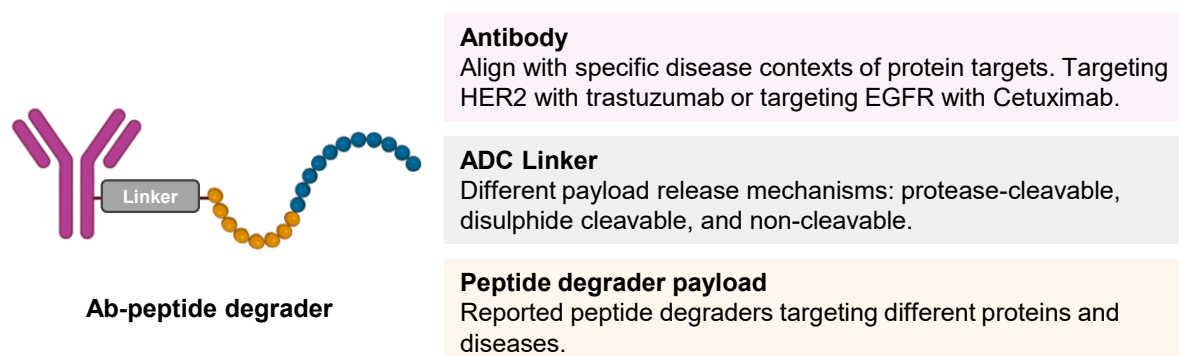 Linker
Ab-peptide degrader
Antibody
Align with specific disease contexts of protein targets. Targeting
HER2 with trastuzumab or targeting EGFR with Cetuximab.
ADC Linker
Different payload release mechanisms: protease-cleavable,
disulphide cleavable, and non-cleavable.
Peptide degrader payload
Reported peptide degraders targeting different proteins and
diseases.